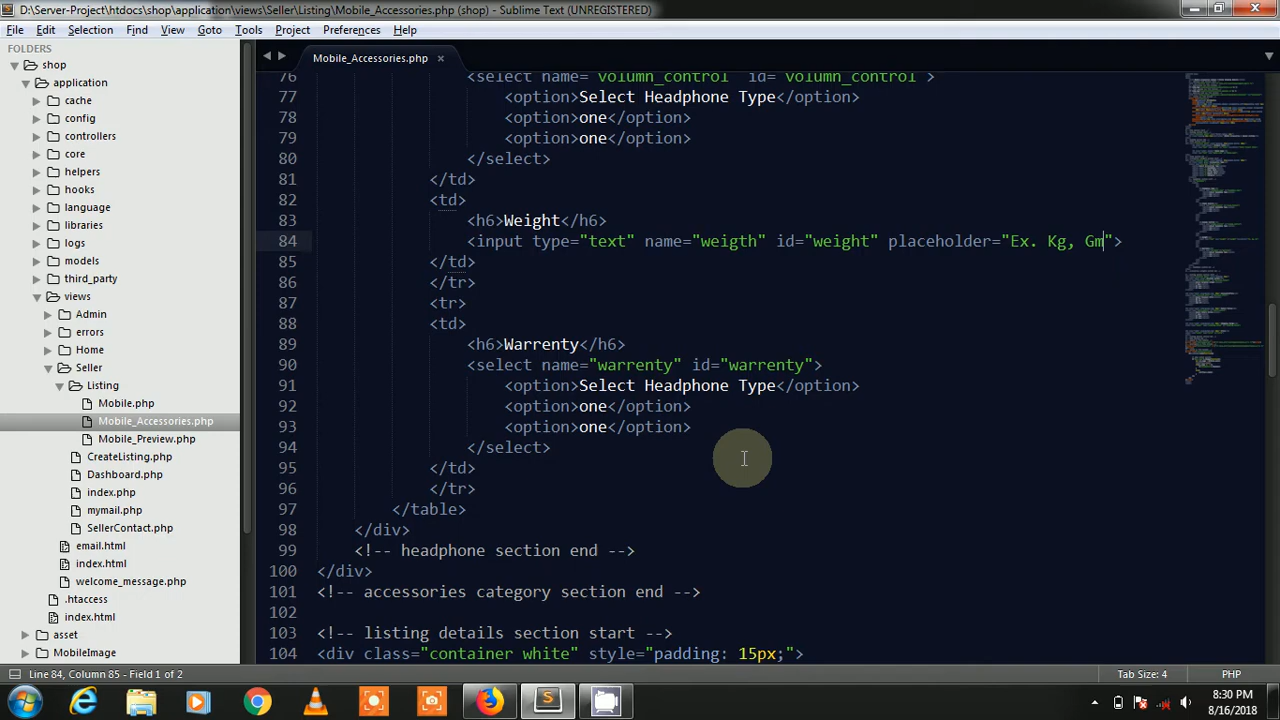 D:\Server-Project\htdocs\shop\application\views\Seller\Listing\Mobile_Accessories.php (shop) - Sublime Text (UNREGISTERED)
File Edit Selection Find View Goto Tools Project Preferences Help
FOLDERS
shop
application
cache
config
controllers
core
helpers
hooks
language
libraries
logs
models
third_party
views
Admin
errors
Home
Seller
Listing
Mobile.php
Mobile_Accessories.php
Mobile_Preview.php
CreateListing.php
Dashboard.php
index.php
mymail.php
SellerContact.php
email.html
index.html
welcome_message.php
.htaccess
index.html
asset
MobileImage
Mobile_Accessories.php ×
76 <select name="volumn_control" id="volumn_control">
77 <option>Select Headphone Type</option>
78 <option>one</option>
79 <option>one</option>
80 </select>
81 </td>
82 <td>
83 <h6>Weight</h6>
84 <input type="text" name="weigth" id="weight" placeholder="Ex. Kg, Gm">
85 </td>
86 </tr>
87 <tr>
88 <td>
89 <h6>Warrenty</h6>
90 <select name="warrenty" id="warrenty">
91 <option>Select Headphone Type</option>
92 <option>one</option>
93 <option>one</option>
94 </select>
95 </td>
96 </tr>
97 </table>
98 </div>
99 <!-- headphone section end -->
100 </div>
101 <!-- accessories category section end -->
102
103 <!-- listing details section start -->
104 <div class="container white" style="padding: 15px;">
Line 84, Column 85 - Field 1 of 2
Tab Size: 4
PHP
8:30 PM
8/16/2018